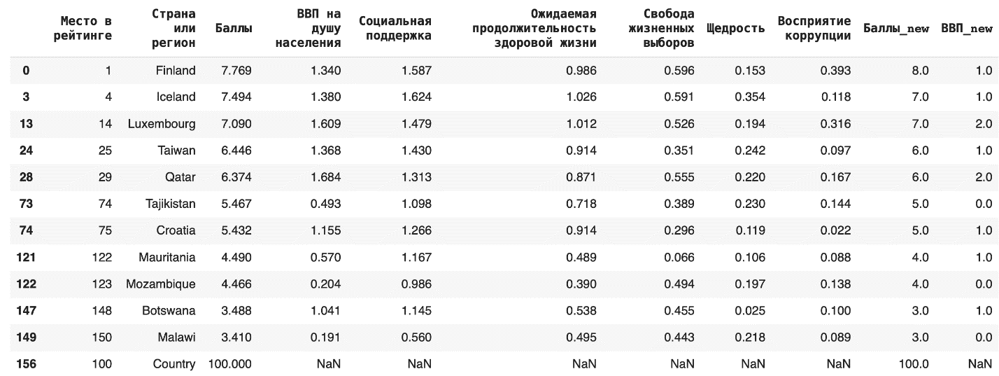 Место в рейтинге Страна или регион Баллы ВВП на душу населения Социальная поддержка Ожидаемая продолжительность здоровой жизни Свобода жизненных выборов Щедрость Восприятие коррупции Баллы_new ВВП_new
0 1 Finland 7.769 1.340 1.587 0.986 0.596 0.153 0.393 8.0 1.0
3 4 Iceland 7.494 1.380 1.624 1.026 0.591 0.354 0.118 7.0 1.0
13 14 Luxembourg 7.090 1.609 1.479 1.012 0.526 0.194 0.316 7.0 2.0
24 25 Taiwan 6.446 1.368 1.430 0.914 0.351 0.242 0.097 6.0 1.0
28 29 Qatar 6.374 1.684 1.313 0.871 0.555 0.220 0.167 6.0 2.0
73 74 Tajikistan 5.467 0.493 1.098 0.718 0.389 0.230 0.144 5.0 0.0
74 75 Croatia 5.432 1.155 1.266 0.914 0.296 0.119 0.022 5.0 1.0
121 122 Mauritania 4.490 0.570 1.167 0.489 0.066 0.106 0.088 4.0 1.0
122 123 Mozambique 4.466 0.204 0.986 0.390 0.494 0.197 0.138 4.0 0.0
147 148 Botswana 3.488 1.041 1.145 0.538 0.455 0.025 0.100 3.0 1.0
149 150 Malawi 3.410 0.191 0.560 0.495 0.443 0.218 0.089 3.0 0.0
156 100 Country 100.000 NaN NaN NaN NaN NaN NaN 100.0 NaN